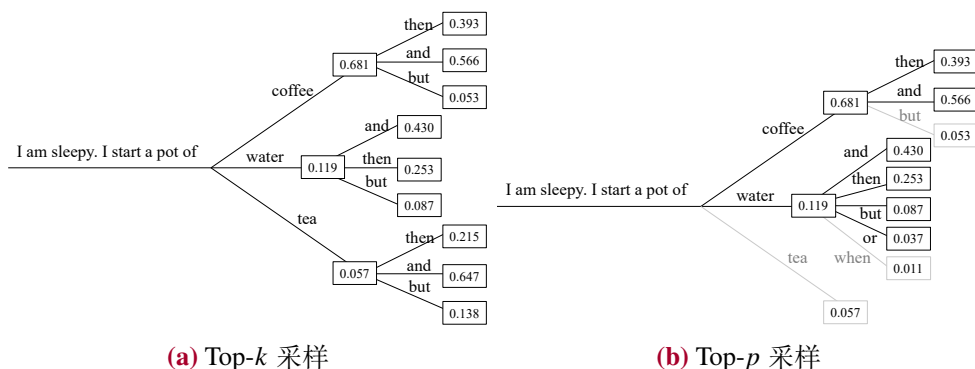 then
0.393
and
0.681
0.566
but
coffee
0.053
and
0.430
I am sleepy. I start a pot of
water
then
0.119
0.253
but
0.087
tea
then
0.215
and
0.057
0.647
but
0.138
(a) Top-k 采样
then
0.393
and
0.681
0.566
but
coffee
0.053
and
0.430
then
0.253
I am sleepy. I start a pot of
water
0.119
but
0.087
or
0.037
tea
when
0.011
0.057
(b) Top-p 采样